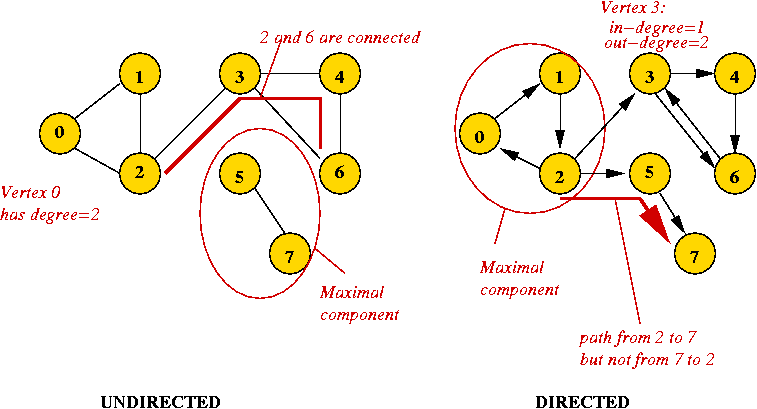 Vertex 3:
in-degree=1
out-degree=2
2 and 6 are connected
1
3
4
1
3
4
0
0
2
5
6
2
5
6
Vertex 0
has degree=2
7
7
Maximal
component
Maximal
component
path from 2 to 7
but not from 7 to 2
UNDIRECTED
DIRECTED